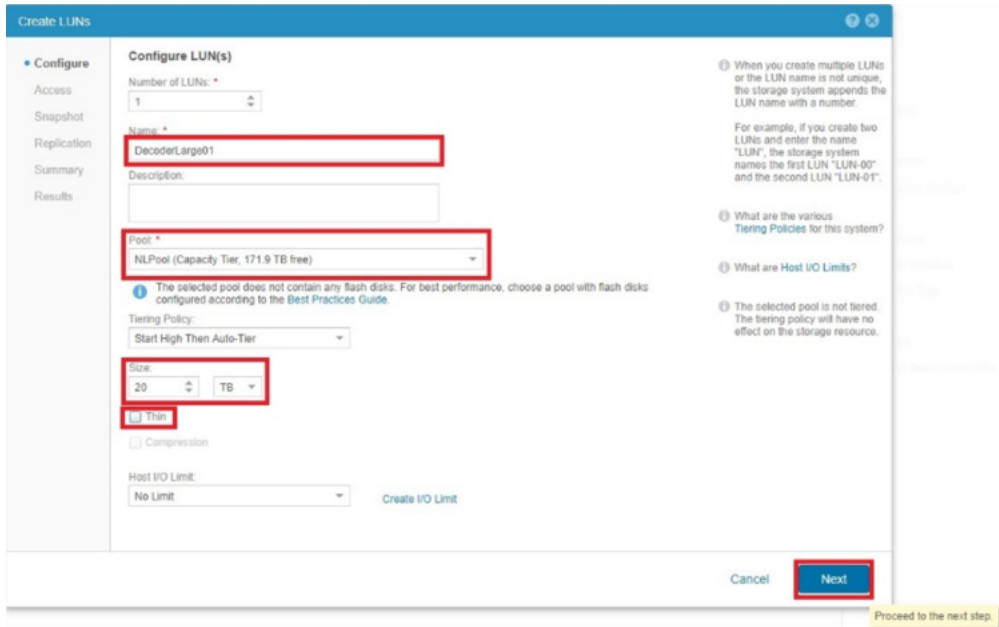 Create LUNs
Configure
Access
Snapshot
Replication
Summary
Results
Configure LUN(s)
Number of LUNs: *
1
Name: *
DecoderLarge01
Description:
Pool: *
NLPool (Capacity Tier, 171.9 TB free)
The selected pool does not contain any flash disks. For best performance, choose a pool with flash disks
configured according to the Best Practices Guide.
Tiering Policy:
Start High Then Auto-Tier
Size:
20 TB
Thin
Compression
Host I/O Limit:
No Limit
Create I/O Limit
When you create multiple LUNs
or the LUN name is not unique,
the storage system appends the
LUN name with a number.
For example, if you create two
LUNs and enter the name
"LUN", the storage system
names the first LUN "LUN-00"
and the second LUN "LUN-01".
What are the various
Tiering Policies for this system?
What are Host I/O Limits?
The selected pool is not tiered.
The tiering policy will have no
effect on the storage resource.
Cancel
Next
Proceed to the next step.